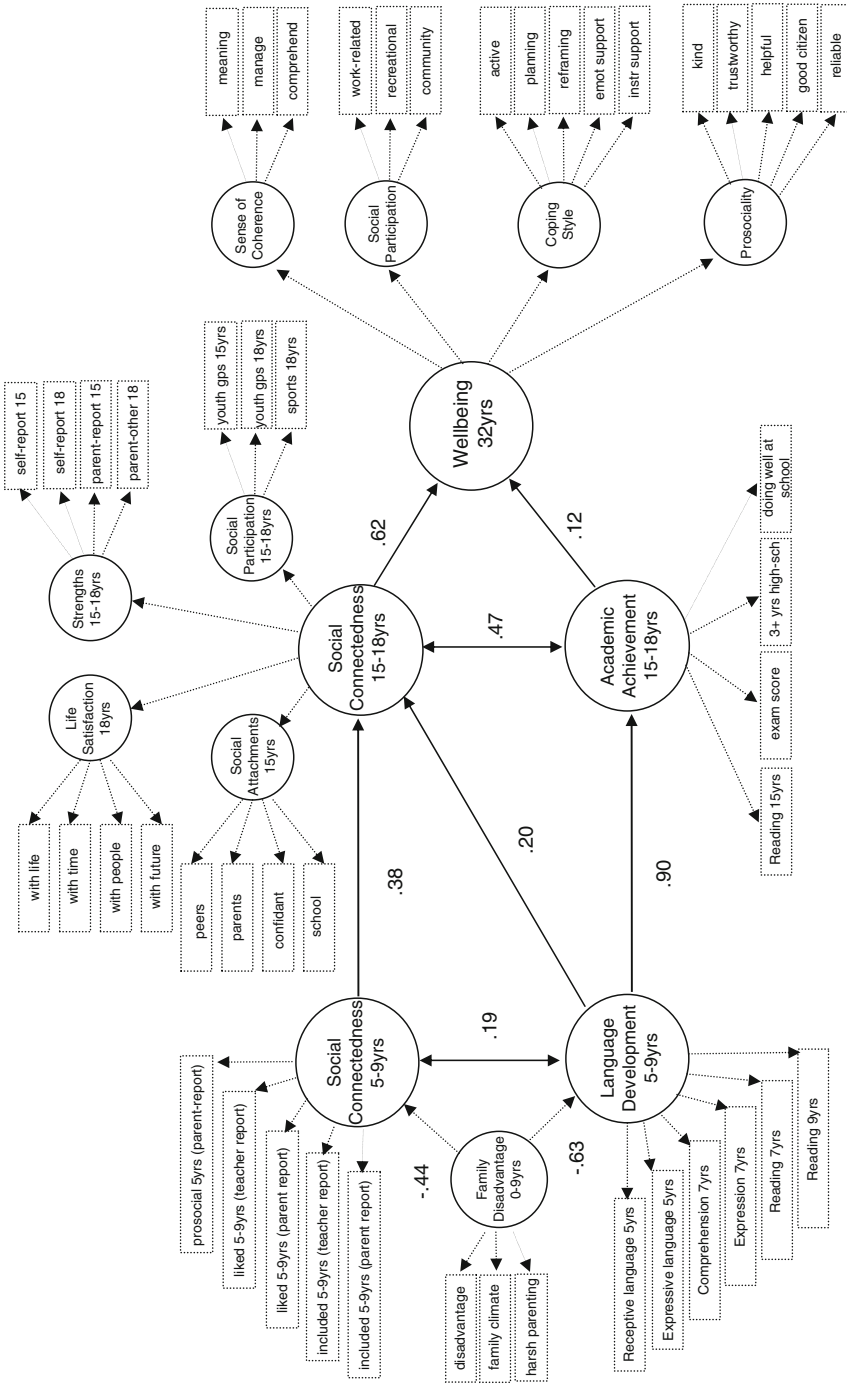 meaning
manage
comprehend
work-related
recreational
community
active
planning
reframing
emot support
instr support
kind
trustworthy
helpful
good citizen
reliable
Sense of
Coherence
Social
Participation
Coping
Style
Prosociality
Wellbeing
32yrs
self-report 15
self-report 18
parent-report 15
parent-other 18
youth gps 15yrs
youth gps 18yrs
sports 18yrs
Strengths
15-18yrs
Social
Participation
15-18yrs
.62
.12
doing well at
school
3+ yrs high-sch
exam score
Reading 15yrs
Social
Connectedness
15-18yrs
.47
Academic
Achievement
15-18yrs
Life
Satisfaction
18yrs
Social
Attachments
15yrs
with life
with time
with people
with future
peers
parents
confidant
school
.38
.20
.90
Social
Connectedness
5-9yrs
.19
Language
Development
5-9yrs
prosocial 5yrs (parent-report)
liked 5-9yrs (teacher report)
liked 5-9yrs (parent report)
included 5-9yrs (teacher report)
included 5-9yrs (parent report)
-.44
Family
Disadvantage
0-9yrs
-.63
disadvantage
family climate
harsh parenting
Receptive language 5yrs
Expressive language 5yrs
Comprehension 7yrs
Expression 7yrs
Reading 7yrs
Reading 9yrs